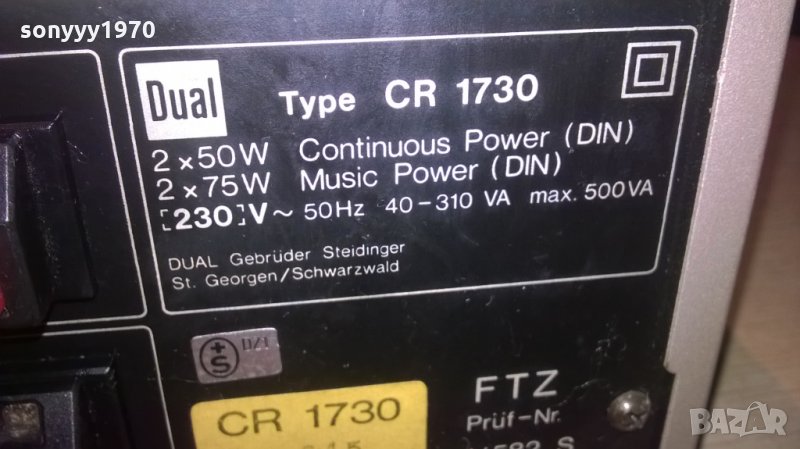 sonyyy1970
Dual Type CR 1730
2 x 50W Continuous Power (DIN)
2 x 75W Music Power (DIN)
[230]V~ 50Hz 40-310 VA max. 500VA
DUAL Gebrüder Steidinger
St. Georgen/Schwarzwald
CR 1730
FTZ
Prüf-Nr.
BAZAR